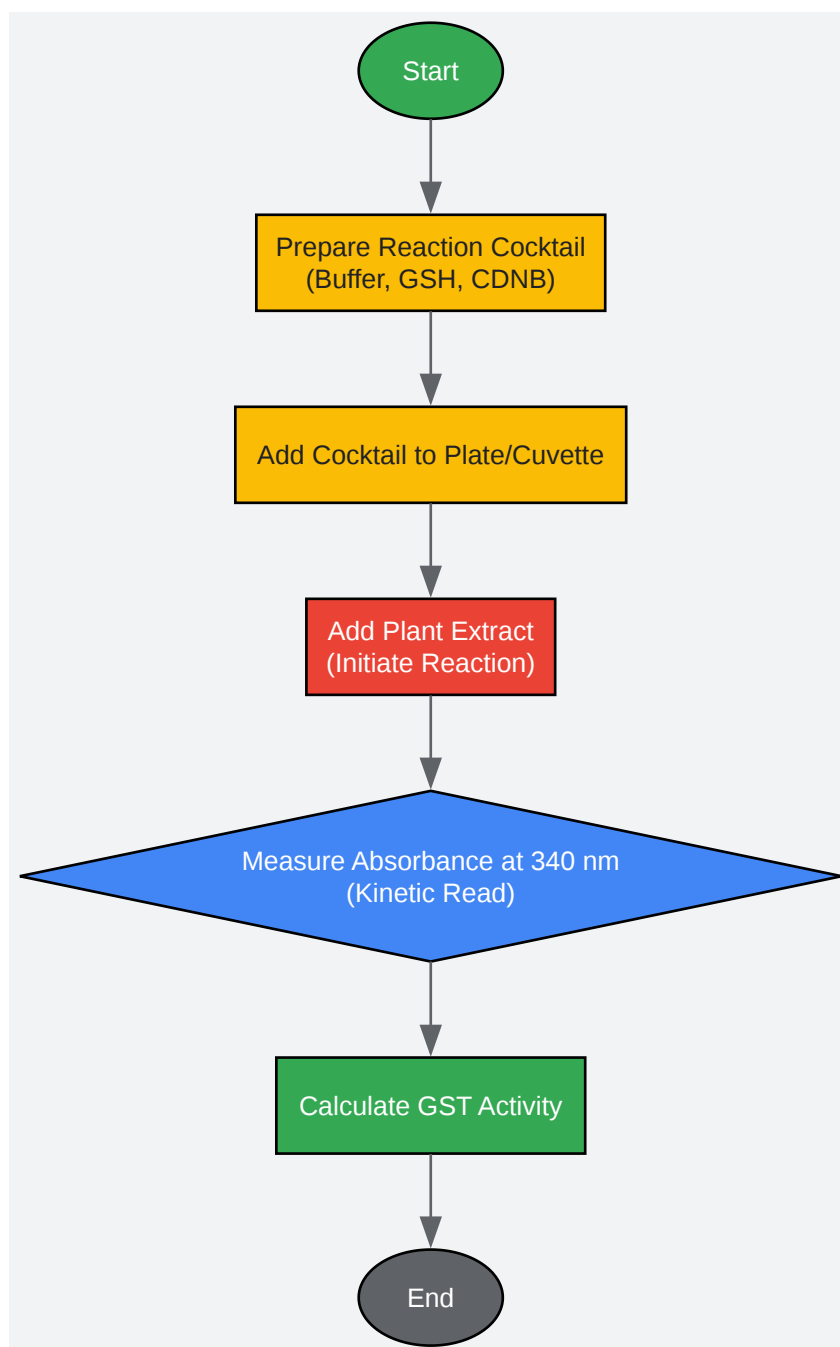 Start
Prepare Reaction Cocktail
(Buffer, GSH, CDNB)
Add Cocktail to Plate/Cuvette
Add Plant Extract
(Initiate Reaction)
Measure Absorbance at 340 nm
(Kinetic Read)
Calculate GST Activity
End